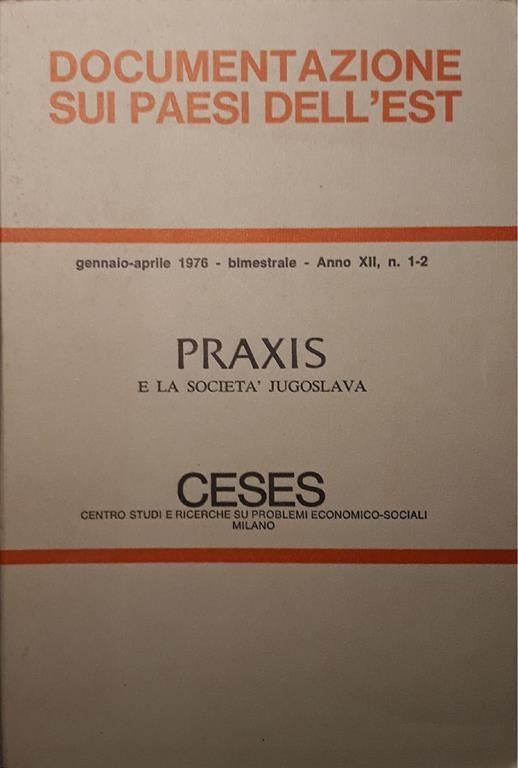 DOCUMENTAZIONE
SUI PAESI DELL'EST
gennaio-aprile 1976 - bimestrale - Anno XII, n. 1-2
PRAXIS
E LA SOCIETA' JUGOSLAVA
CESES
CENTRO STUDI E RICERCHE SU PROBLEMI ECONOMICO-SOCIALI
MILANO